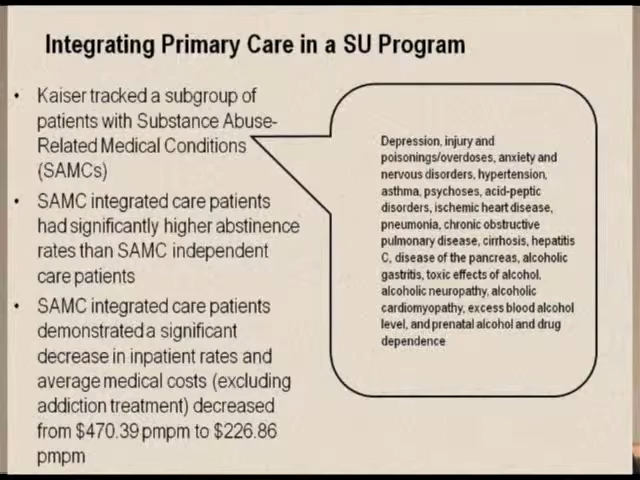 Integrating Primary Care in a SU Program
• Kaiser tracked a subgroup of
patients with Substance Abuse-
Related Medical Conditions
(SAMCs)
• SAMC integrated care patients
had significantly higher abstinence
rates than SAMC independent
care patients
• SAMC integrated care patients
demonstrated a significant
decrease in inpatient rates and
average medical costs (excluding
addiction treatment) decreased
from $470.39 pmpm to $226.86
pmpm
Depression, injury and
poisonings/overdoses, anxiety and
nervous disorders, hypertension,
asthma, psychoses, acid-peptic
disorders, ischemic heart disease,
pneumonia, chronic obstructive
pulmonary disease, cirrhosis, hepatitis
C, disease of the pancreas, alcoholic
gastritis, toxic effects of alcohol,
alcoholic neuropathy, alcoholic
cardiomyopathy, excess blood alcohol
level, and prenatal alcohol and drug
dependence